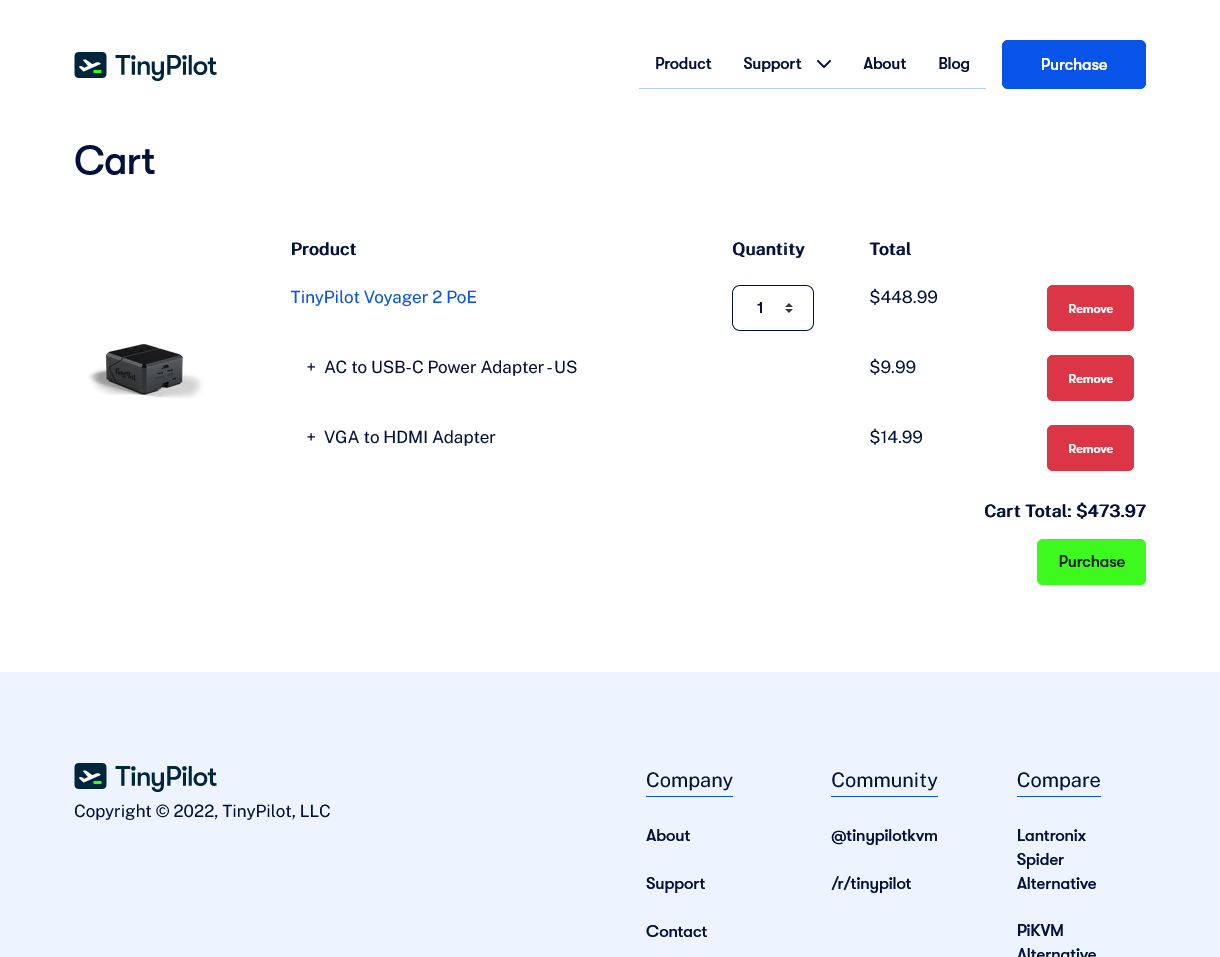 TinyPilot
Product Support About Blog Purchase
Cart
Product Quantity Total
TinyPilot Voyager 2 PoE 1 $448.99 Remove
TinyPilot
+ AC to USB-C Power Adapter - US $9.99 Remove
+ VGA to HDMI Adapter $14.99 Remove
Cart Total: $473.97
Purchase
TinyPilot
Copyright © 2022, TinyPilot, LLC
Company
About
Support
Contact
Community
@tinypilotkvm
/r/tinypilot
Compare
Lantronix
Spider
Alternative
PiKVM
Alternative